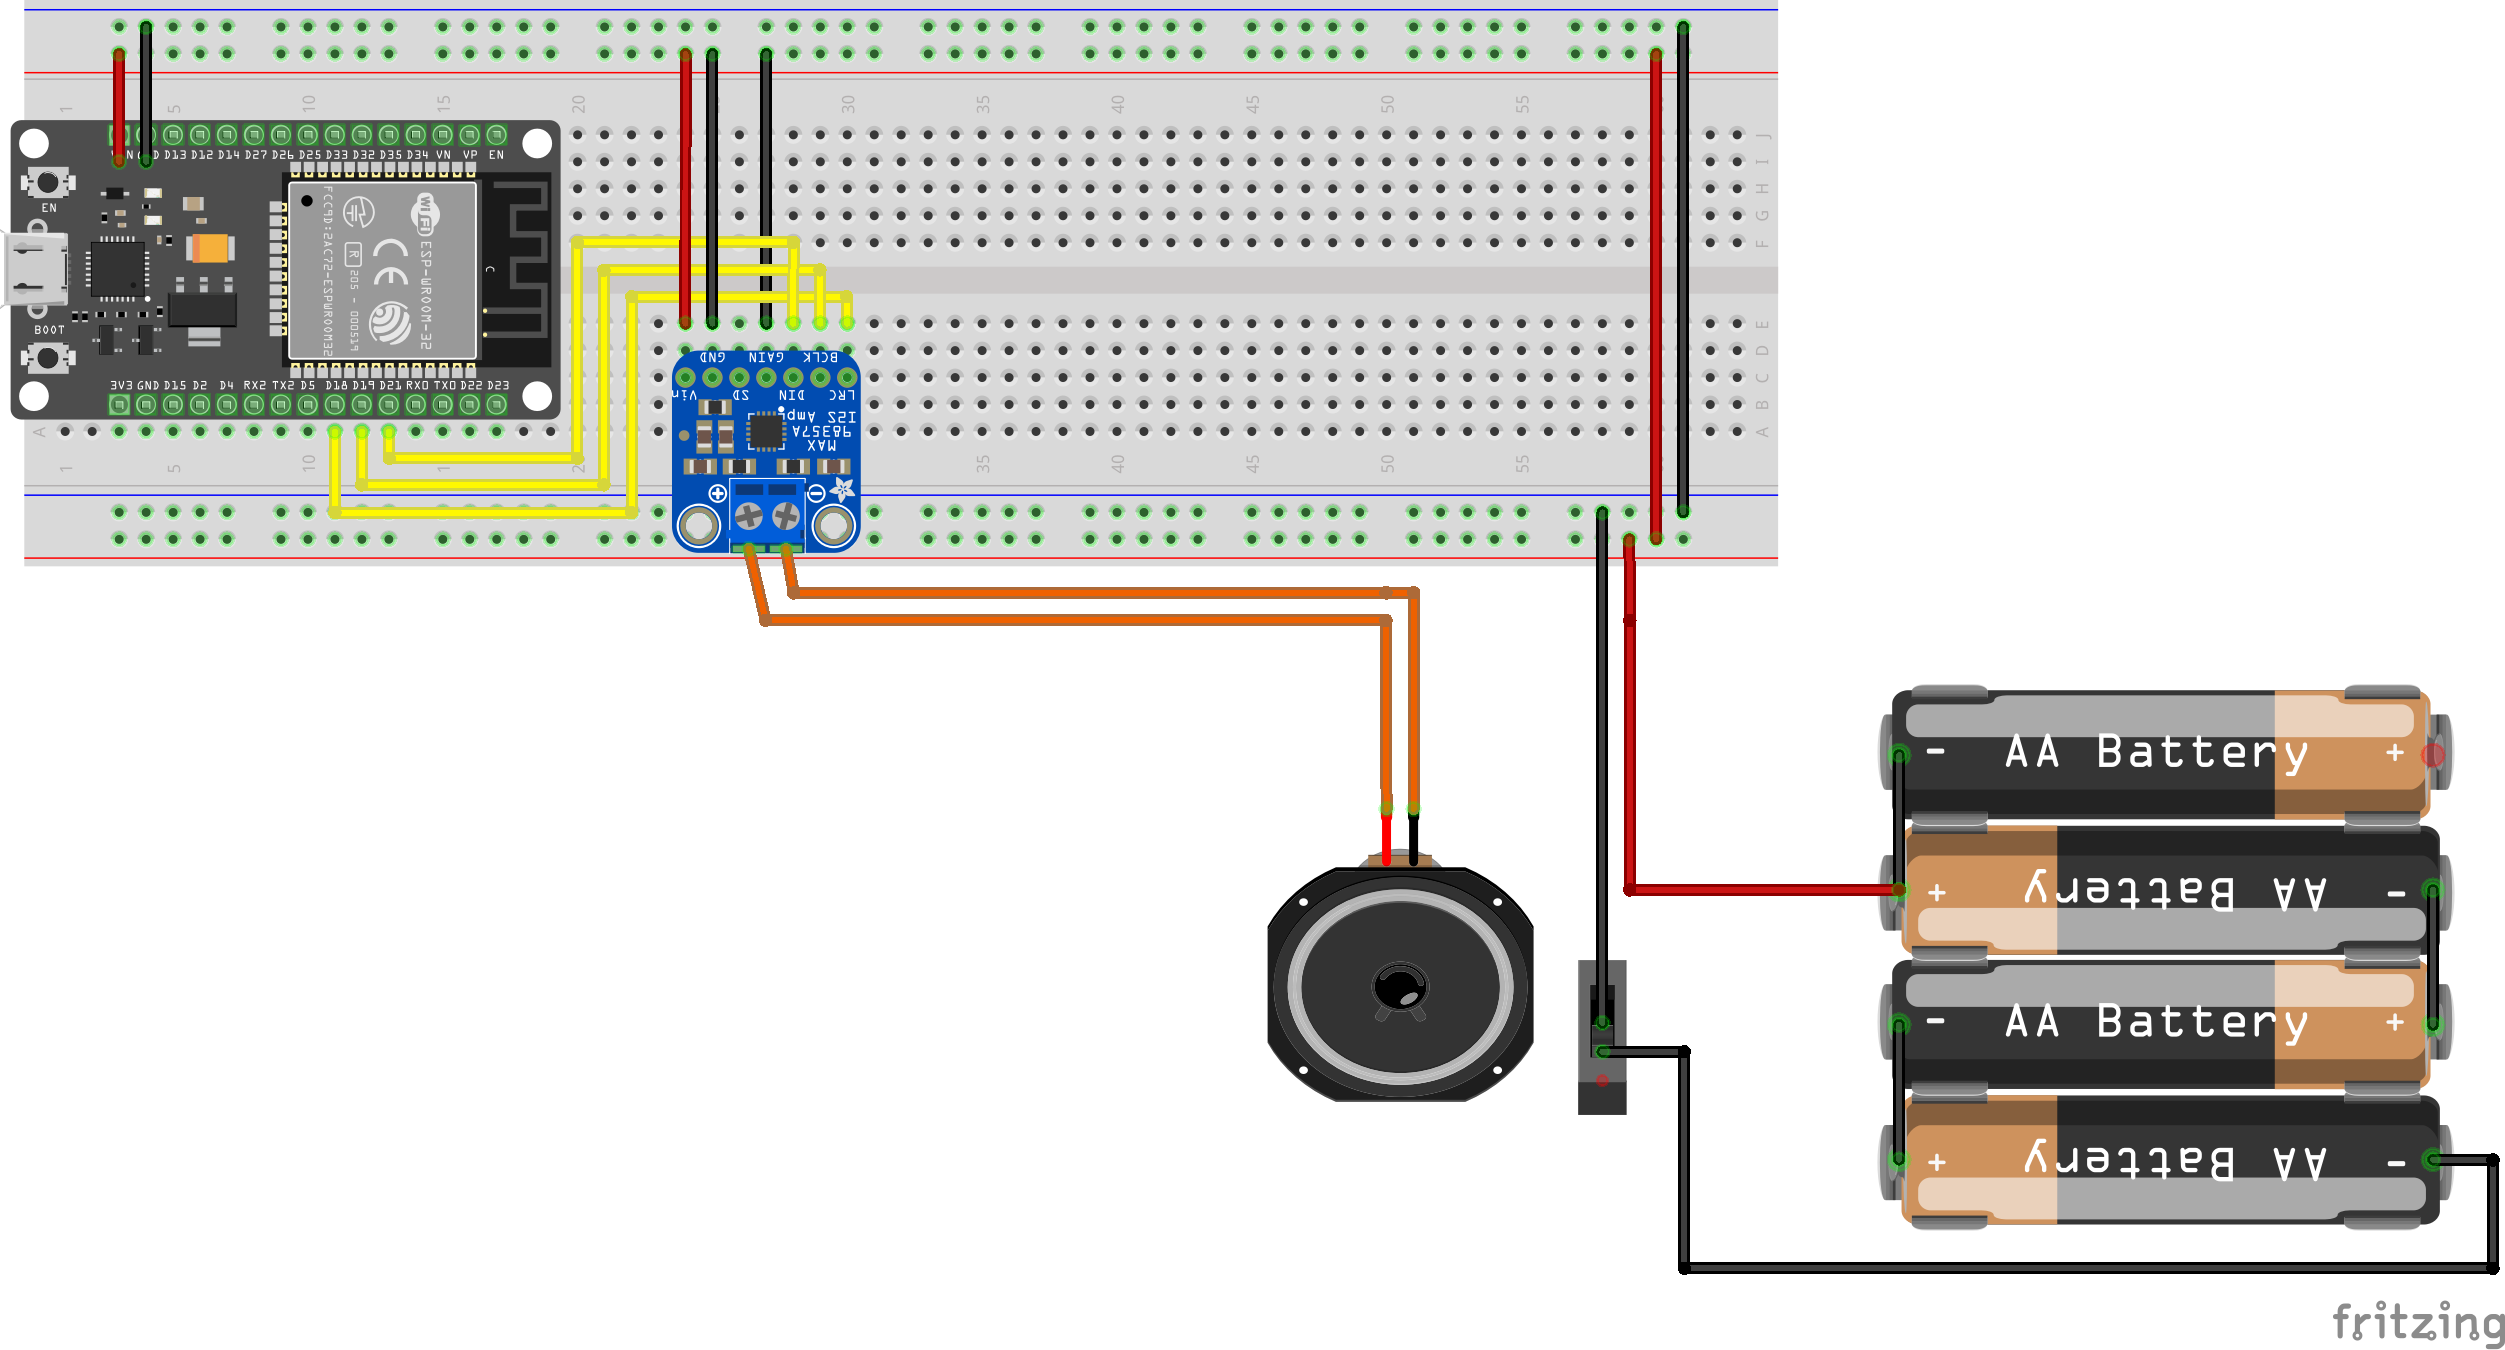 1 5 10 15 20 30 35 40 45 50 55
J
I
H
G
F
D13 D12 D14 D27 D26 D25 D33 D32 D35 D34 VN VP EN
EN
BOOT
WiFi
ESP-WROOM-32
CE
R 205 - 000519
FCC ID:2AC7Z-ESPWROOM32
3V3 GND D15 D2 D4 RX2 TX2 D5 D18 D19 D21 RX0 TX0 D22 D23
E
D
C
B
A A
GND GAIN BCLK
Vin SD DIN LRC
MAX
98357A
I2S Amp
+ -
1 5 10 1 2 35 40 45 50 55
- AA Battery +
+ AA Battery -
- AA Battery +
+ AA Battery -
fritzing